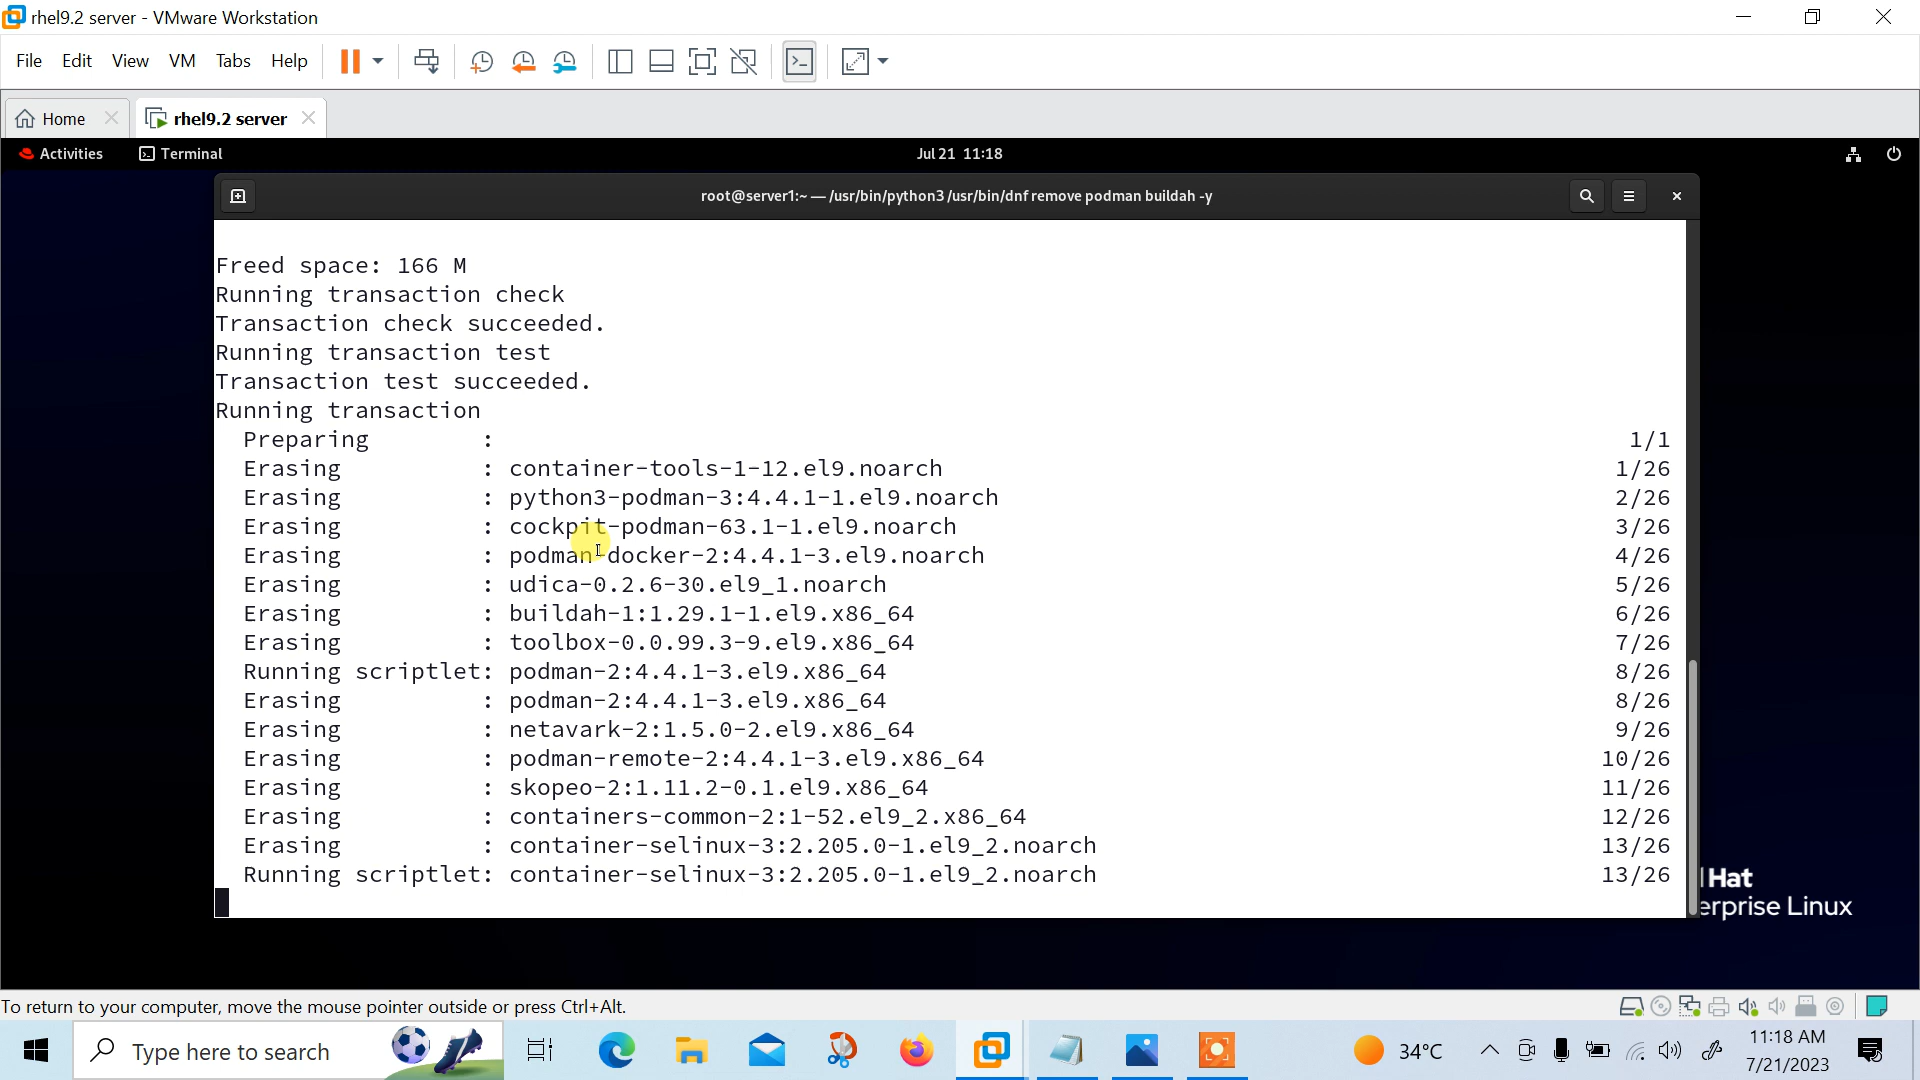 rhel9.2 server - VMware Workstation
File Edit View VM Tabs Help
Home rhel9.2 server
Activities Terminal Jul 21 11:18
root@server1:~ — /usr/bin/python3 /usr/bin/dnf remove podman buildah -y
Freed space: 166 M
Running transaction check
Transaction check succeeded.
Running transaction test
Transaction test succeeded.
Running transaction
Preparing : 1/1
Erasing : container-tools-1-12.el9.noarch 1/26
Erasing : python3-podman-3:4.4.1-1.el9.noarch 2/26
Erasing : cockpit-podman-63.1-1.el9.noarch 3/26
Erasing : podman-docker-2:4.4.1-3.el9.noarch 4/26
Erasing : udica-0.2.6-30.el9_1.noarch 5/26
Erasing : buildah-1:1.29.1-1.el9.x86_64 6/26
Erasing : toolbox-0.0.99.3-9.el9.x86_64 7/26
Running scriptlet: podman-2:4.4.1-3.el9.x86_64 8/26
Erasing : podman-2:4.4.1-3.el9.x86_64 8/26
Erasing : netavark-2:1.5.0-2.el9.x86_64 9/26
Erasing : podman-remote-2:4.4.1-3.el9.x86_64 10/26
Erasing : skopeo-2:1.11.2-0.1.el9.x86_64 11/26
Erasing : containers-common-2:1-52.el9_2.x86_64 12/26
Erasing : container-selinux-3:2.205.0-1.el9_2.noarch 13/26
Running scriptlet: container-selinux-3:2.205.0-1.el9_2.noarch 13/26
Hat
erprise Linux
To return to your computer, move the mouse pointer outside or press Ctrl+Alt.
Type here to search 34°C 11:18 AM
7/21/2023